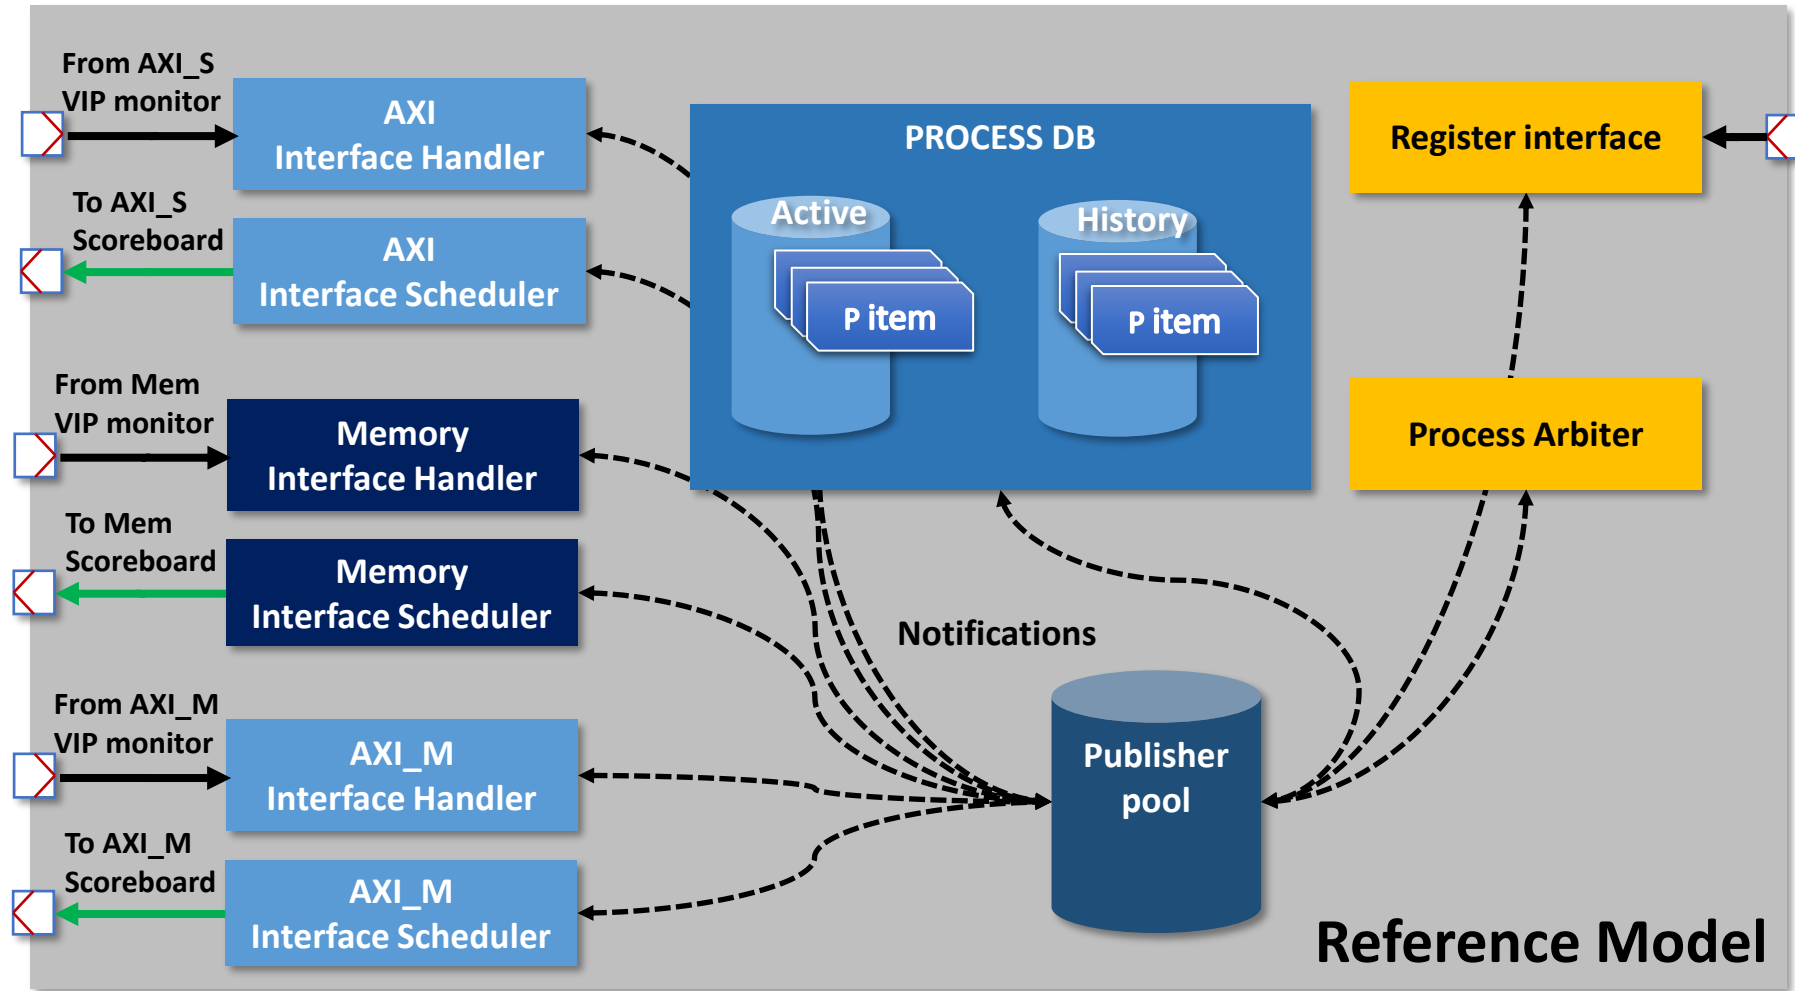 From AXI_S
VIP monitor
AXI
Interface Handler
To AXI_S
Scoreboard
AXI
Interface Scheduler
From Mem
VIP monitor
Memory
Interface Handler
To Mem
Scoreboard
Memory
Interface Scheduler
From AXI_M
VIP monitor
AXI_M
Interface Handler
To AXI_M
Scoreboard
AXI_M
Interface Scheduler
PROCESS DB
Active
P item
History
P item
Notifications
Publisher
pool
Register interface
Process Arbiter
Reference Model